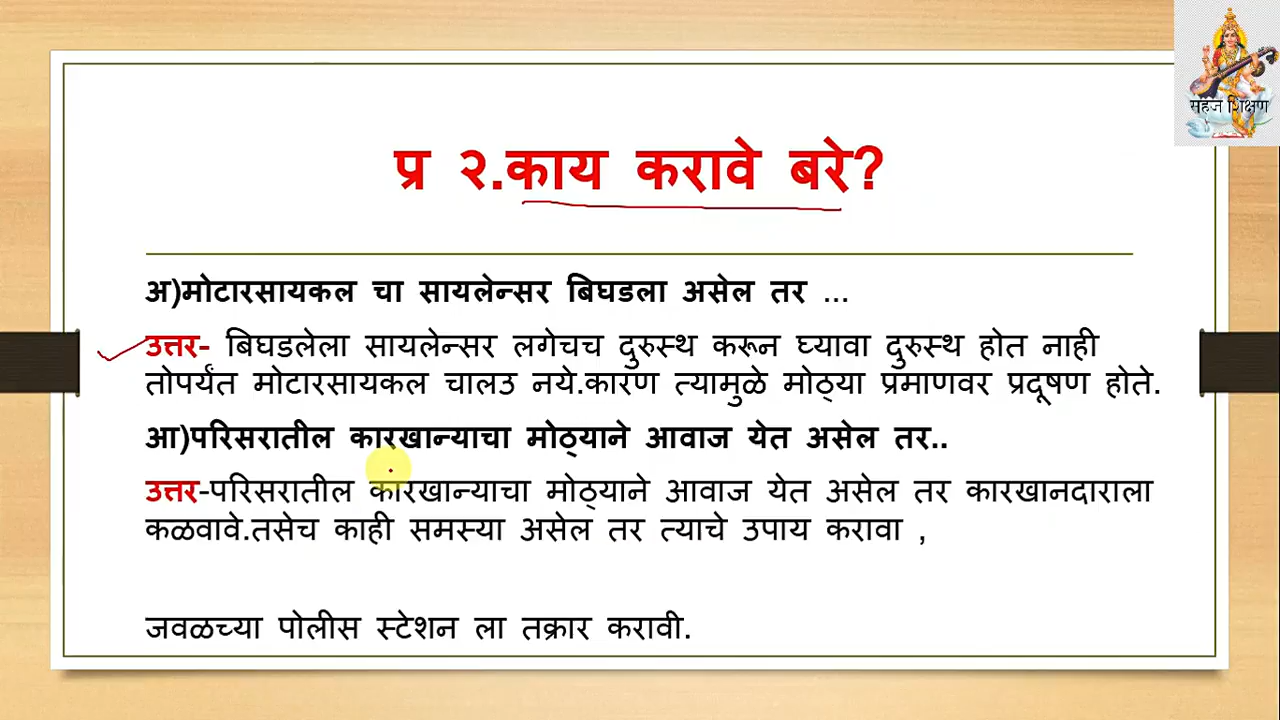 सहज शिक्षण
प्र २.काय करावे बरे?
अ)मोटारसायकल चा सायलेन्सर बिघडला असेल तर ...
उत्तर- बिघडलेला सायलेन्सर लगेचच दुरुस्थ करून घ्यावा दुरुस्थ होत नाही
तोपर्यंत मोटारसायकल चालउ नये.कारण त्यामुळे मोठ्या प्रमाणवर प्रदूषण होते.
आ)परिसरातील कारखान्याचा मोठ्याने आवाज येत असेल तर..
उत्तर-परिसरातील कारखान्याचा मोठ्याने आवाज येत असेल तर कारखानदाराला
कळवावे.तसेच काही समस्या असेल तर त्याचे उपाय करावा ,
जवळच्या पोलीस स्टेशन ला तक्रार करावी.